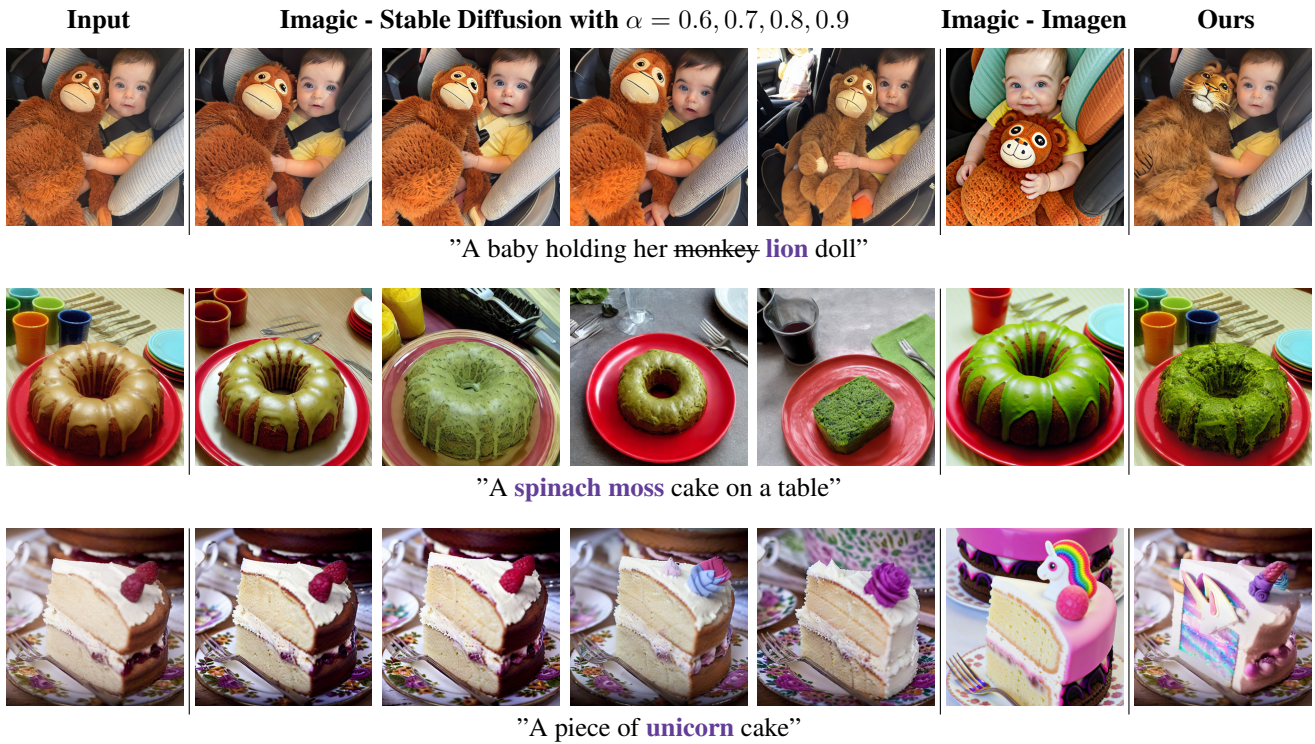 Input Imagic - Stable Diffusion with α = 0.6, 0.7, 0.8, 0.9 Imagic - Imagen Ours
”A baby holding her monkey lion doll”
”A spinach moss cake on a table”
”A piece of unicorn cake”